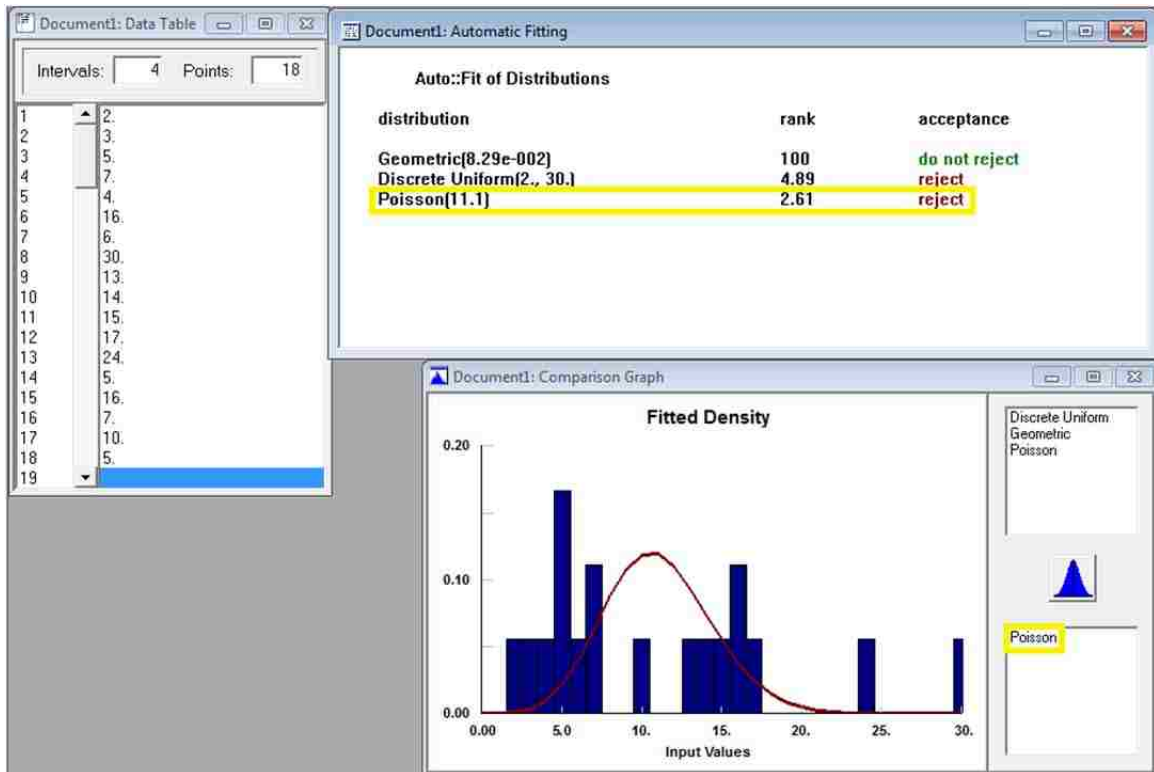 Document1: Data Table
Intervals: 4 Points: 18
1 2.
2 3.
3 5.
4 7.
5 4.
6 16.
7 6.
8 30.
9 13.
10 14.
11 15.
12 17.
13 24.
14 5.
15 16.
16 7.
17 10.
18 5.
19
Document1: Automatic Fitting
Auto::Fit of Distributions
distribution rank acceptance
Geometric(8.29e-002) 100 do not reject
Discrete Uniform(2., 30.) 4.89 reject
Poisson(11.1) 2.61 reject
Document1: Comparison Graph
Fitted Density
0.20
0.10
0.00
0.00 5.0 10. 15. 20. 25. 30.
Input Values
Discrete Uniform
Geometric
Poisson
Poisson